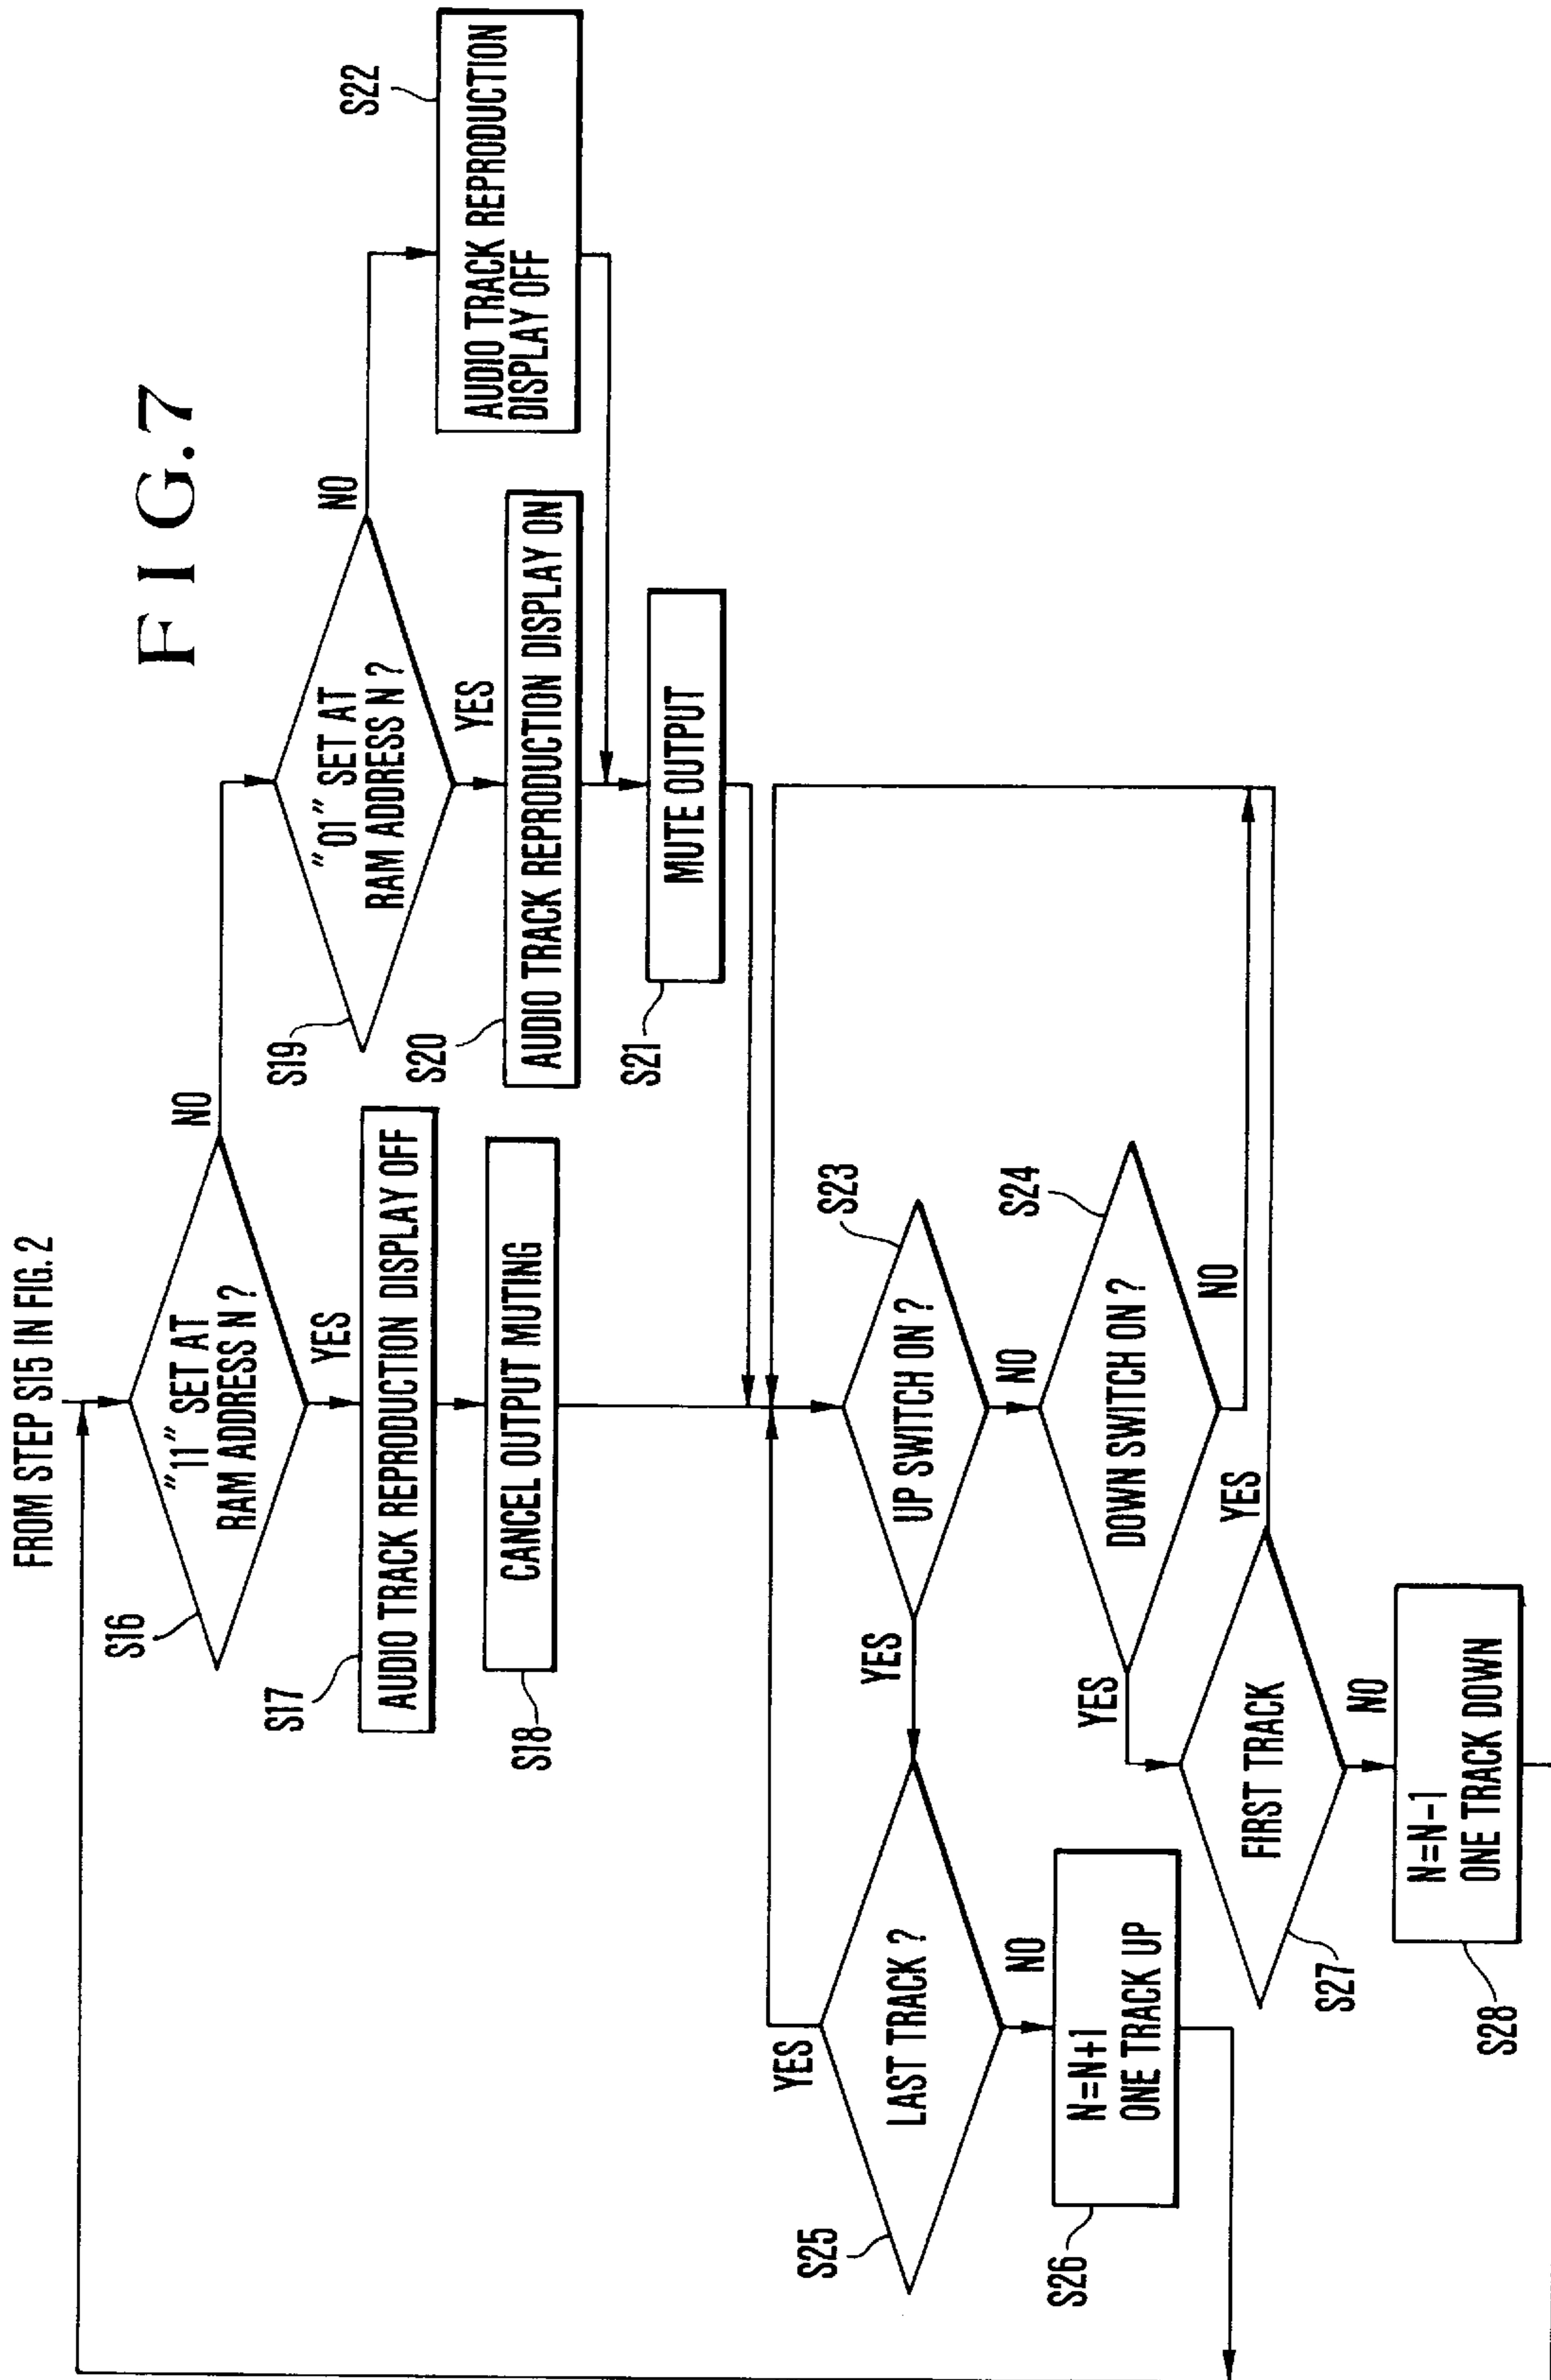 FIG.7
FROM STEP S15 IN FIG.2
S16
"11" SET AT
RAM ADDRESS N ?
NO
YES
S17
AUDIO TRACK REPRODUCTION DISPLAY OFF
S18
CANCEL OUTPUT MUTING
S19
"01" SET AT
RAM ADDRESS N ?
NO
YES
S20
AUDIO TRACK REPRODUCTION DISPLAY ON
S21
MUTE OUTPUT
S22
AUDIO TRACK REPRODUCTION
DISPLAY OFF
S23
UP SWITCH ON ?
YES
NO
S24
DOWN SWITCH ON ?
YES
NO
S25
LAST TRACK ?
YES
NO
S26
N=N+1
ONE TRACK UP
S27
FIRST TRACK
YES
NO
S28
N=N-1
ONE TRACK DOWN